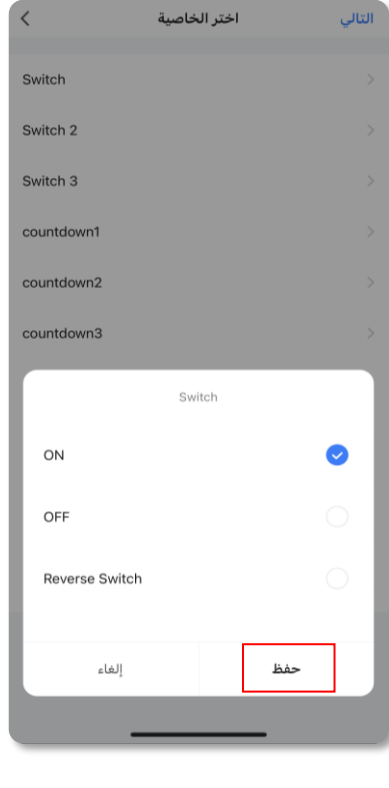 اختر الخاصية
التالي
Switch
Switch 2
Switch 3
countdown1
countdown2
countdown3
Switch
ON
OFF
Reverse Switch
حفظ
إلغاء